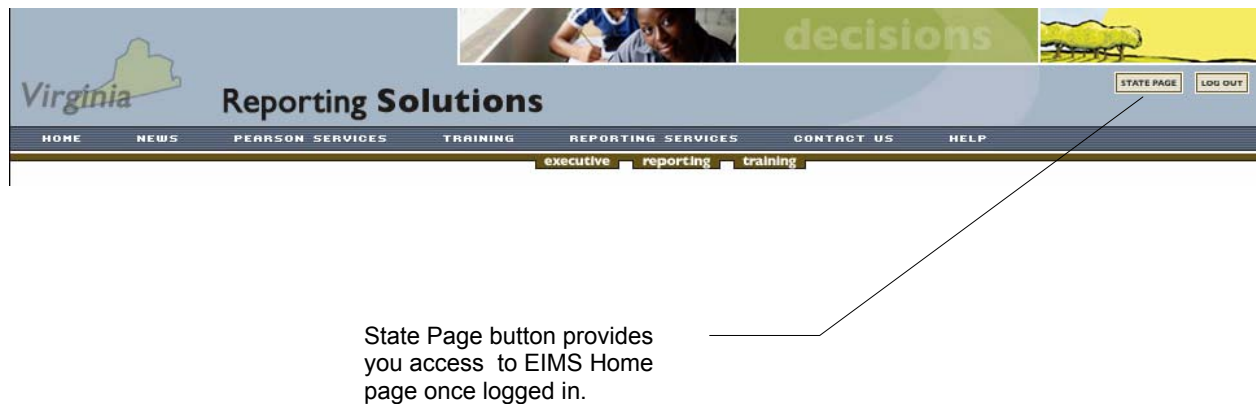 decisions
Virginia
Reporting Solutions
STATE PAGE LOG OUT
HOME NEWS PEARSON SERVICES TRAINING REPORTING SERVICES CONTACT US HELP
executive reporting training
State Page button provides
you access to EIMS Home
page once logged in.